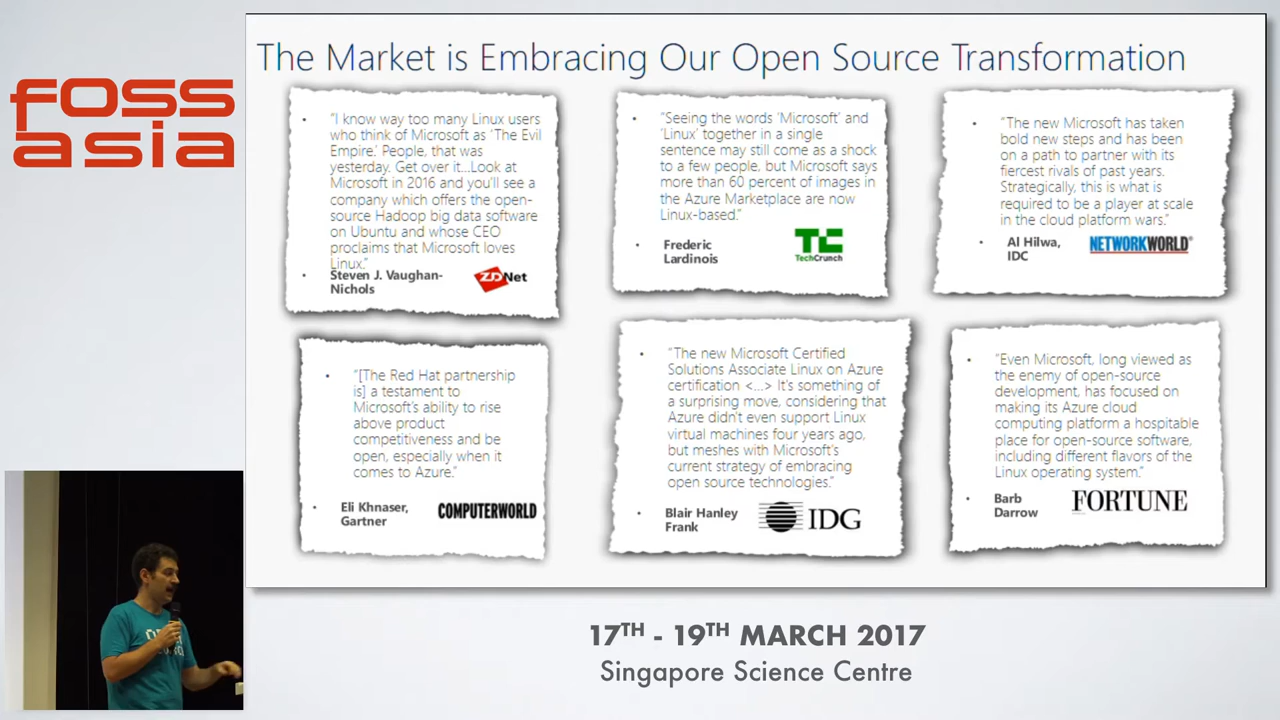 foss
asia
The Market is Embracing Our Open Source Transformation
• "I know way too many Linux users
who think of Microsoft as 'The Evil
Empire.' People, that was
yesterday. Get over it...Look at
Microsoft in 2016 and you'll see a
company which offers the open-
source Hadoop big data software
on Ubuntu and whose CEO
proclaims that Microsoft loves
Linux."
• Steven J. Vaughan-
Nichols
ZDNet
• "Seeing the words 'Microsoft' and
'Linux' together in a single
sentence may still come as a shock
to a few people, but Microsoft says
more than 60 percent of images in
the Azure Marketplace are now
Linux-based."
• Frederic
Lardinois
TC
TechCrunch
• "The new Microsoft has taken
bold new steps and has been
on a path to partner with its
fiercest rivals of past years.
Strategically, this is what is
required to be a player at scale
in the cloud platform wars."
• Al Hilwa,
IDC
NETWORKWORLD
• "[The Red Hat partnership
is] a testament to
Microsoft's ability to rise
above product
competitiveness and be
open, especially when it
comes to Azure."
• Eli Khnaser,
Gartner
COMPUTERWORLD
• "The new Microsoft Certified
Solutions Associate Linux on Azure
certification <...> It's something of
a surprising move, considering that
Azure didn't even support Linux
virtual machines four years ago,
but meshes with Microsoft's
current strategy of embracing
open source technologies."
• Blair Hanley
Frank
IDG
• "Even Microsoft, long viewed as
the enemy of open-source
development, has focused on
making its Azure cloud
computing platform a hospitable
place for open-source software,
including different flavors of the
Linux operating system."
• Barb
Darrow
FORTUNE
17TH - 19TH MARCH 2017
Singapore Science Centre